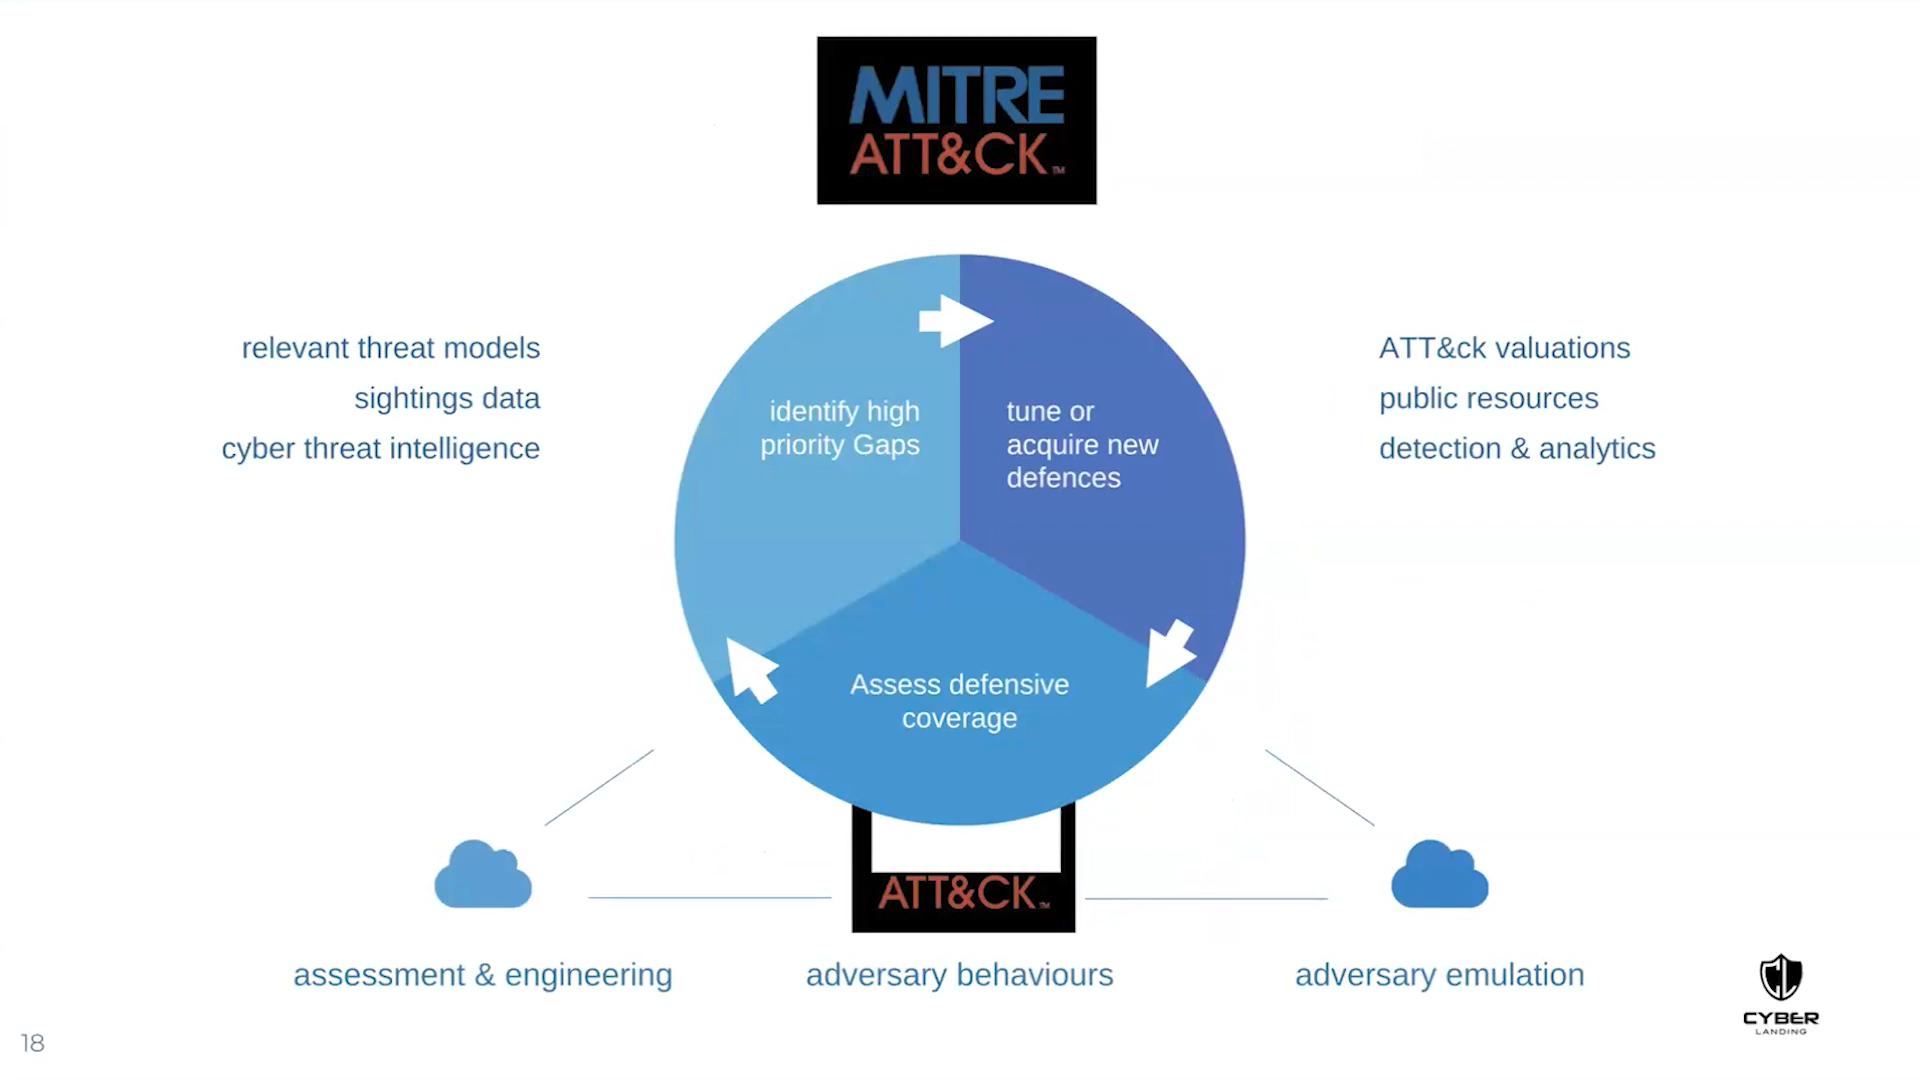 MITRE
ATT&CK™
relevant threat models
sightings data
cyber threat intelligence
identify high
priority Gaps
tune or
acquire new
defences
ATT&ck valuations
public resources
detection & analytics
Assess defensive
coverage
ATT&CK™
assessment & engineering
adversary behaviours
adversary emulation
CYBER
LANDING
18